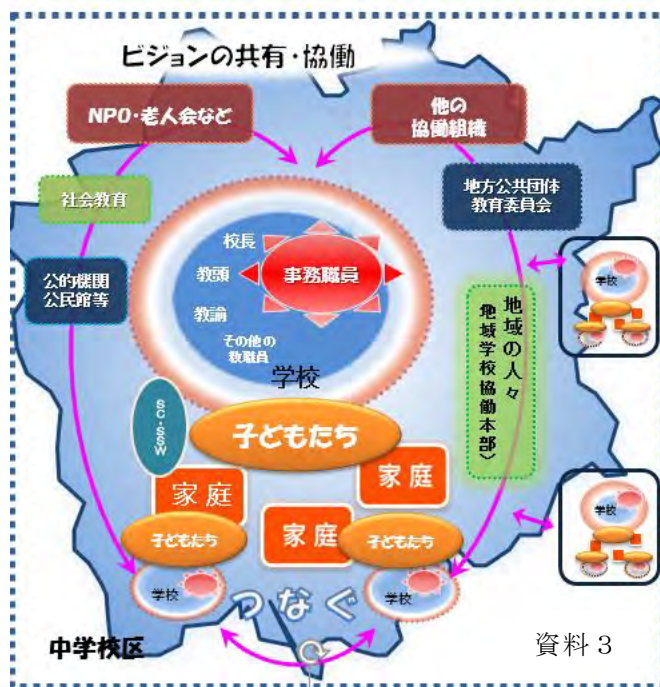 ビジョンの共有・協働
NPO・老人会など
他の
協働組織
社会教育
地方公共団体
教育委員会
公的機関
公民館等
校長
教頭
教諭
その他の
教職員
事務職員
学校
学校
地域の人々
地域学校協働本部)
SC・SSW
子どもたち
家庭
家庭
家庭
子どもたち
子どもたち
学校
学校
学校
つなぐ
中学校区
資料3